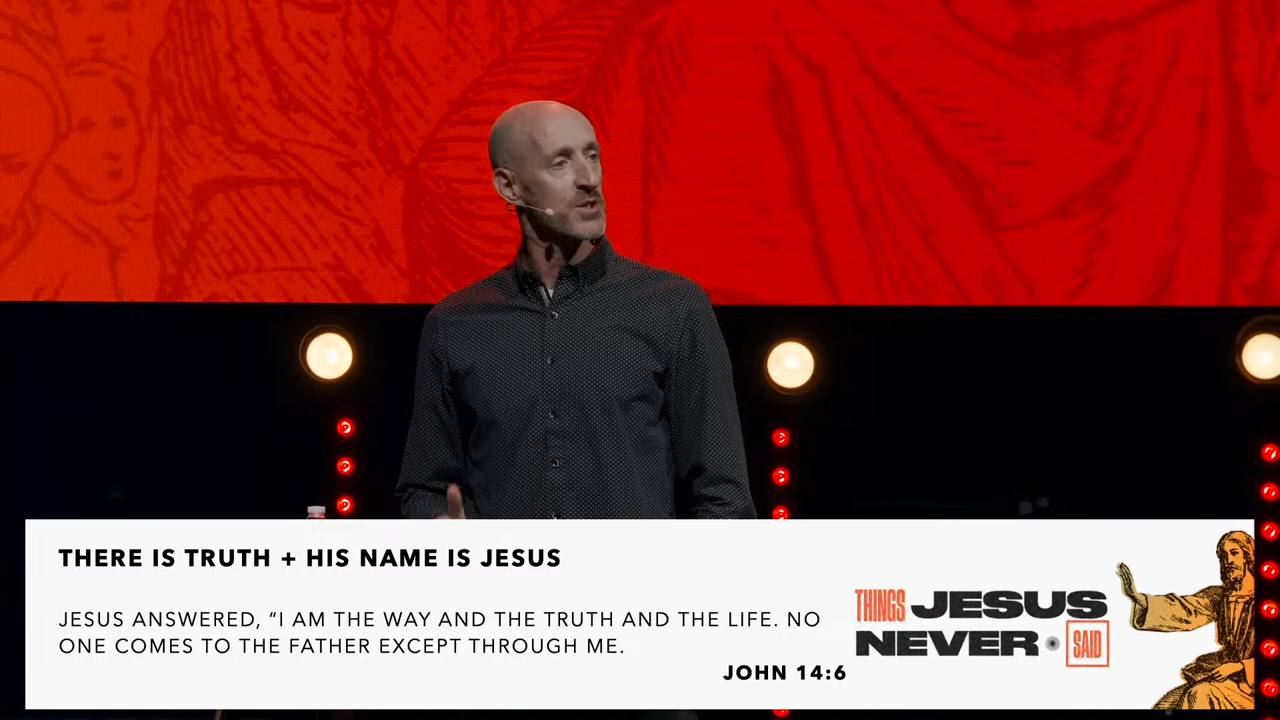 THERE IS TRUTH + HIS NAME IS JESUS
JESUS ANSWERED, “I AM THE WAY AND THE TRUTH AND THE LIFE. NO
ONE COMES TO THE FATHER EXCEPT THROUGH ME.
JOHN 14:6
THINGS JESUS
NEVER SAID